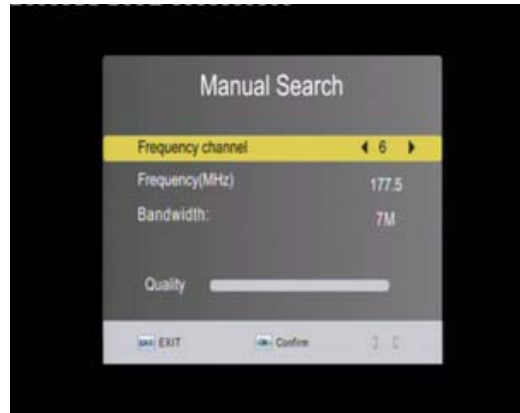 Manual Search
Frequency channel 6
Frequency(MHz) 177.5
Bandwidth: 7M
Quality
EXIT Confirm